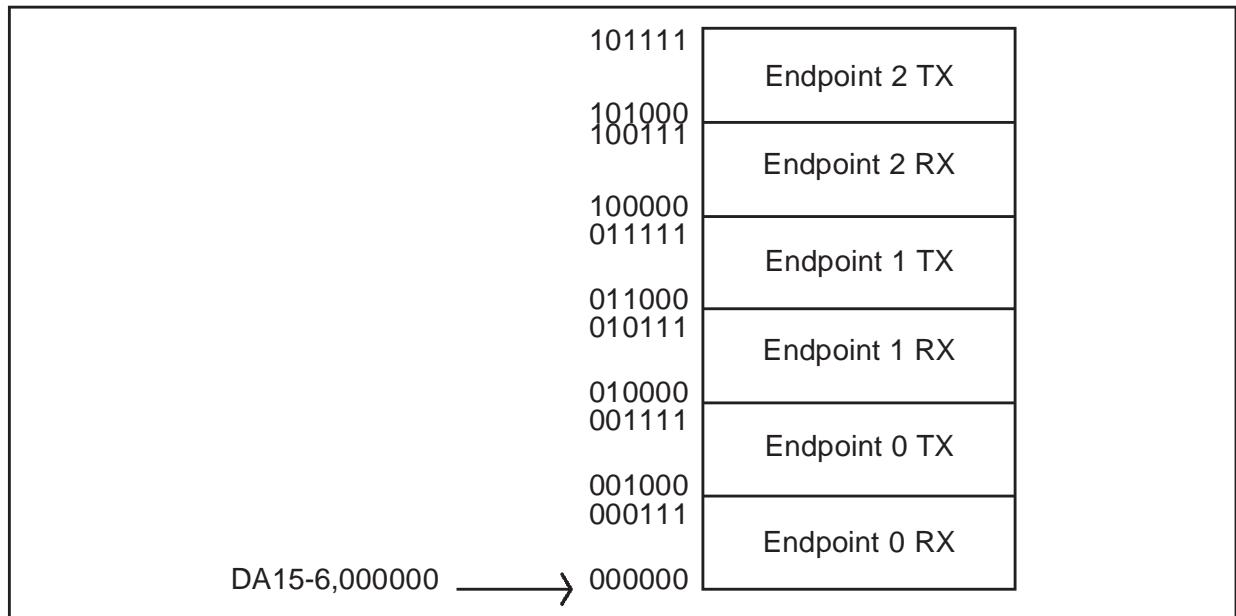 101111
Endpoint 2 TX
101000
100111
Endpoint 2 RX
100000
011111
Endpoint 1 TX
011000
010111
Endpoint 1 RX
010000
001111
Endpoint 0 TX
001000
000111
Endpoint 0 RX
DA15-6,000000 000000